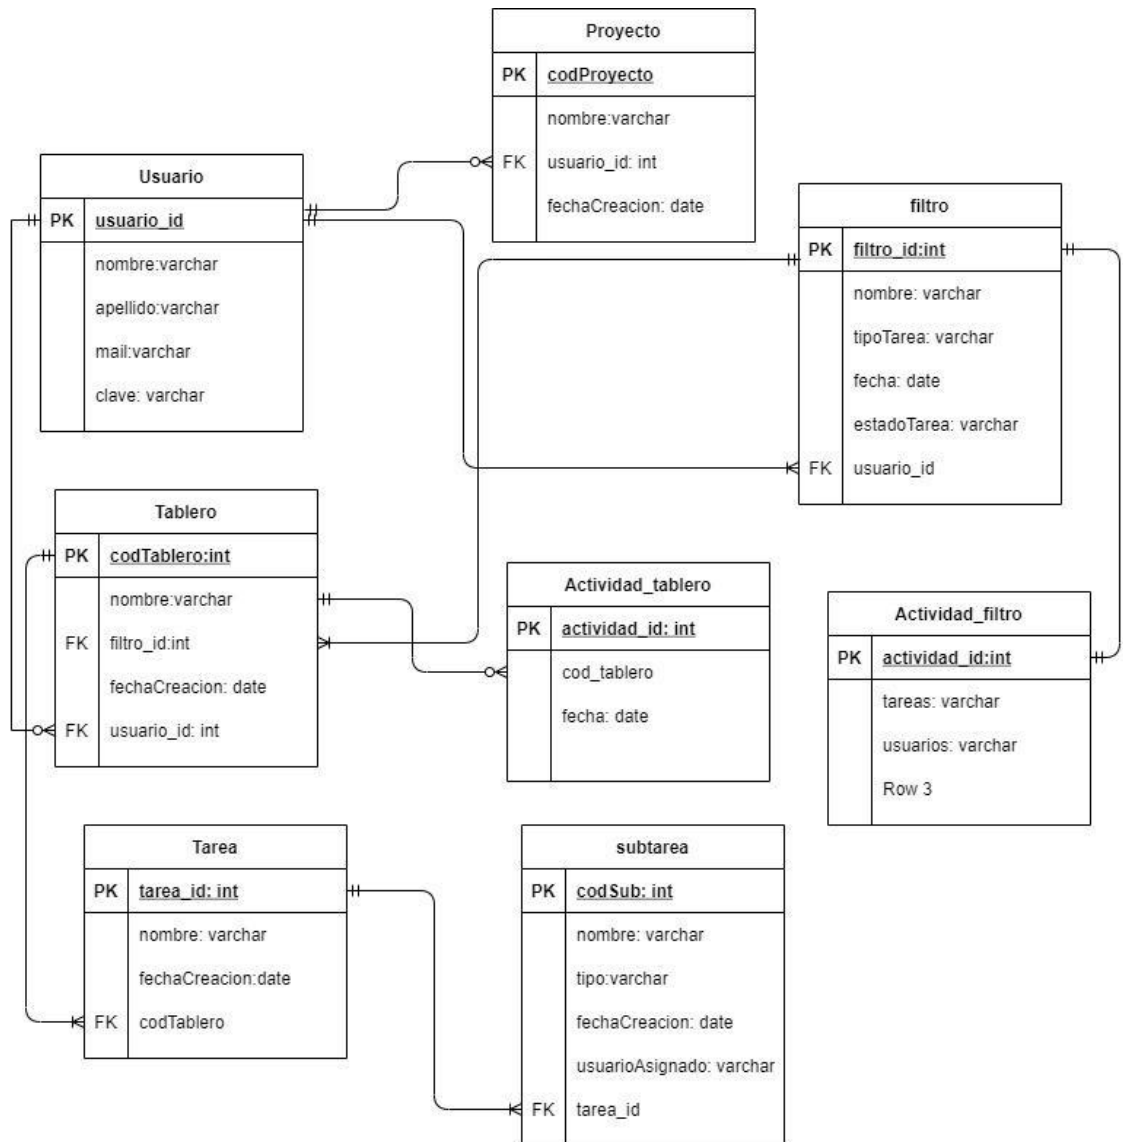 Proyecto
PK codProyecto
nombre:varchar
FK usuario_id: int
fechaCreacion: date
Usuario
PK usuario_id
nombre:varchar
apellido:varchar
mail:varchar
clave: varchar
filtro
PK filtro_id:int
nombre: varchar
tipoTarea: varchar
fecha: date
estadoTarea: varchar
FK usuario_id
Tablero
PK codTablero:int
nombre:varchar
FK filtro_id:int
fechaCreacion: date
FK usuario_id: int
Actividad_tablero
PK actividad_id: int
cod_tablero
fecha: date
Actividad_filtro
PK actividad_id:int
tareas: varchar
usuarios: varchar
Row 3
Tarea
PK tarea_id: int
nombre: varchar
fechaCreacion:date
FK codTablero
subtarea
PK codSub: int
nombre: varchar
tipo:varchar
fechaCreacion: date
usuarioAsignado: varchar
FK tarea_id